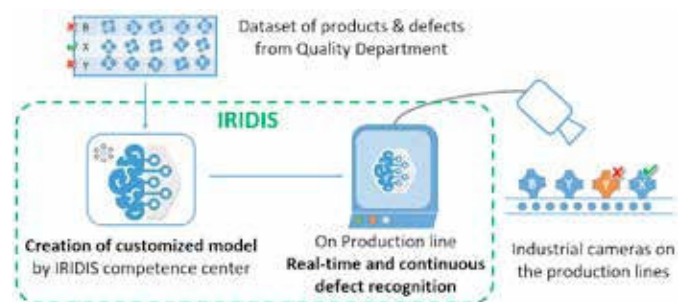 R
X
Y
Dataset of products & defects
from Quality Department
IRIDIS
X Y Y X
Creation of customized model
by IRIDIS competence center
On Production line
Real-time and continuous
defect recognition
Industrial cameras on
the production lines